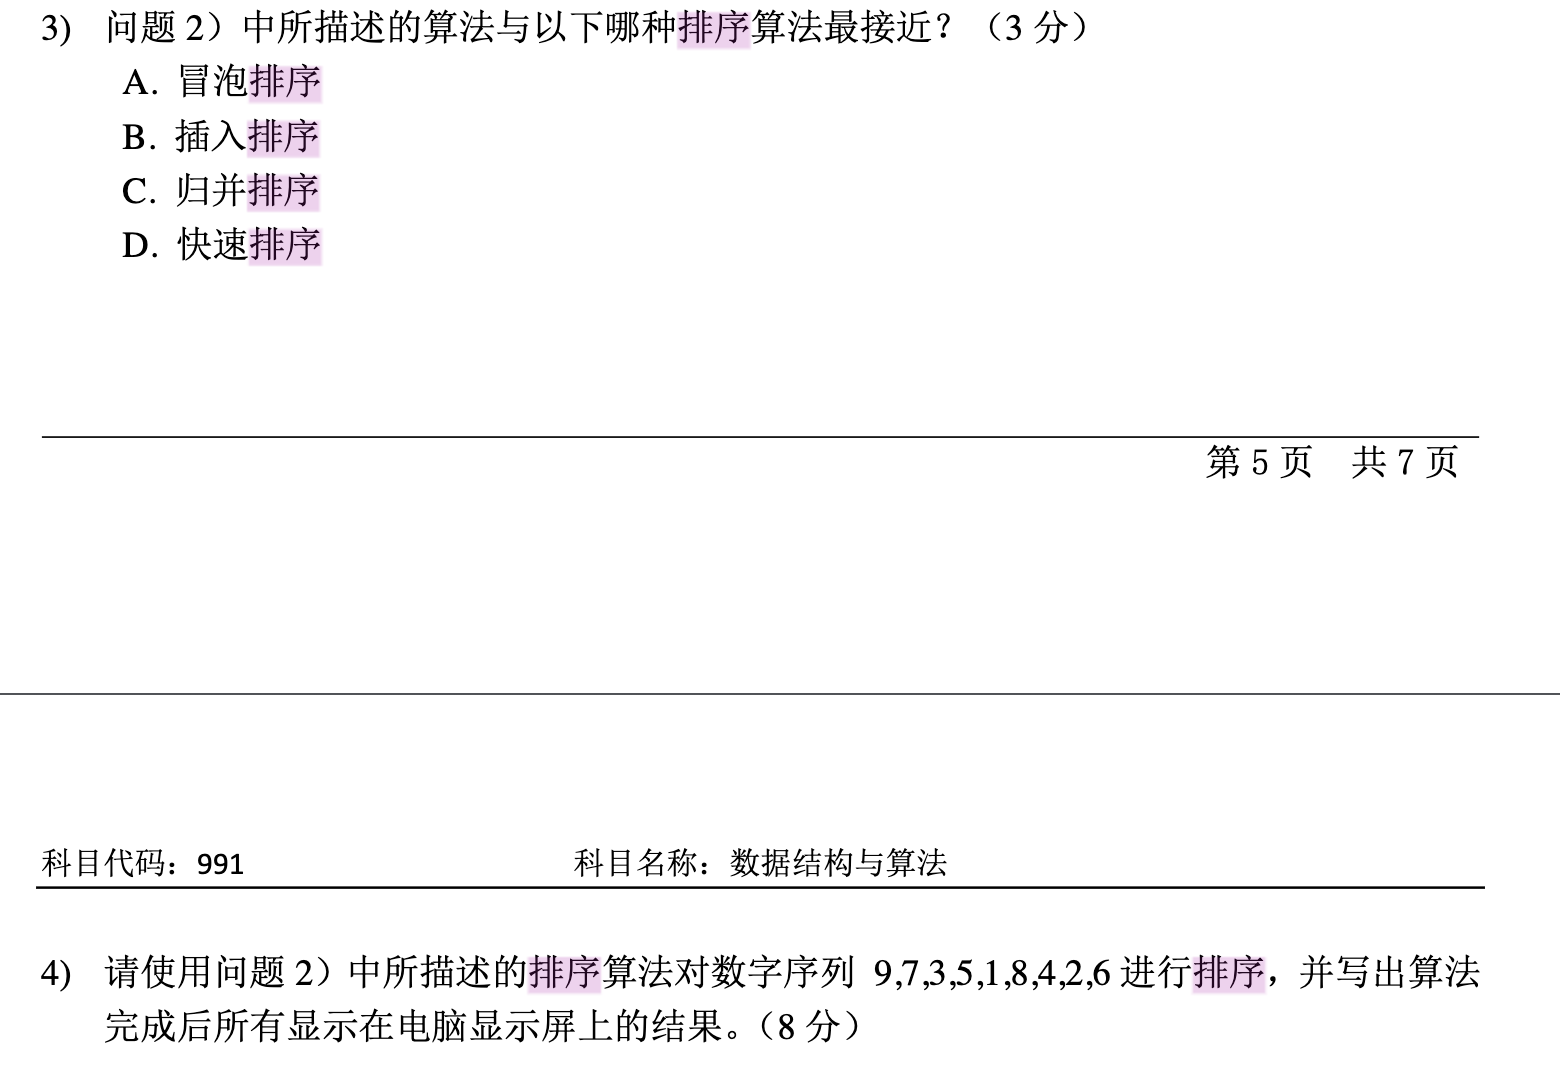 3) 问题 2）中所描述的算法与以下哪种排序算法最接近？（3 分）
A. 冒泡排序
B. 插入排序
C. 归并排序
D. 快速排序
第 5 页 共 7 页
科目代码：991 科目名称：数据结构与算法
4) 请使用问题 2）中所描述的排序算法对数字序列 9,7,3,5,1,8,4,2,6 进行排序，并写出算法
完成后所有显示在电脑显示屏上的结果。（8 分）